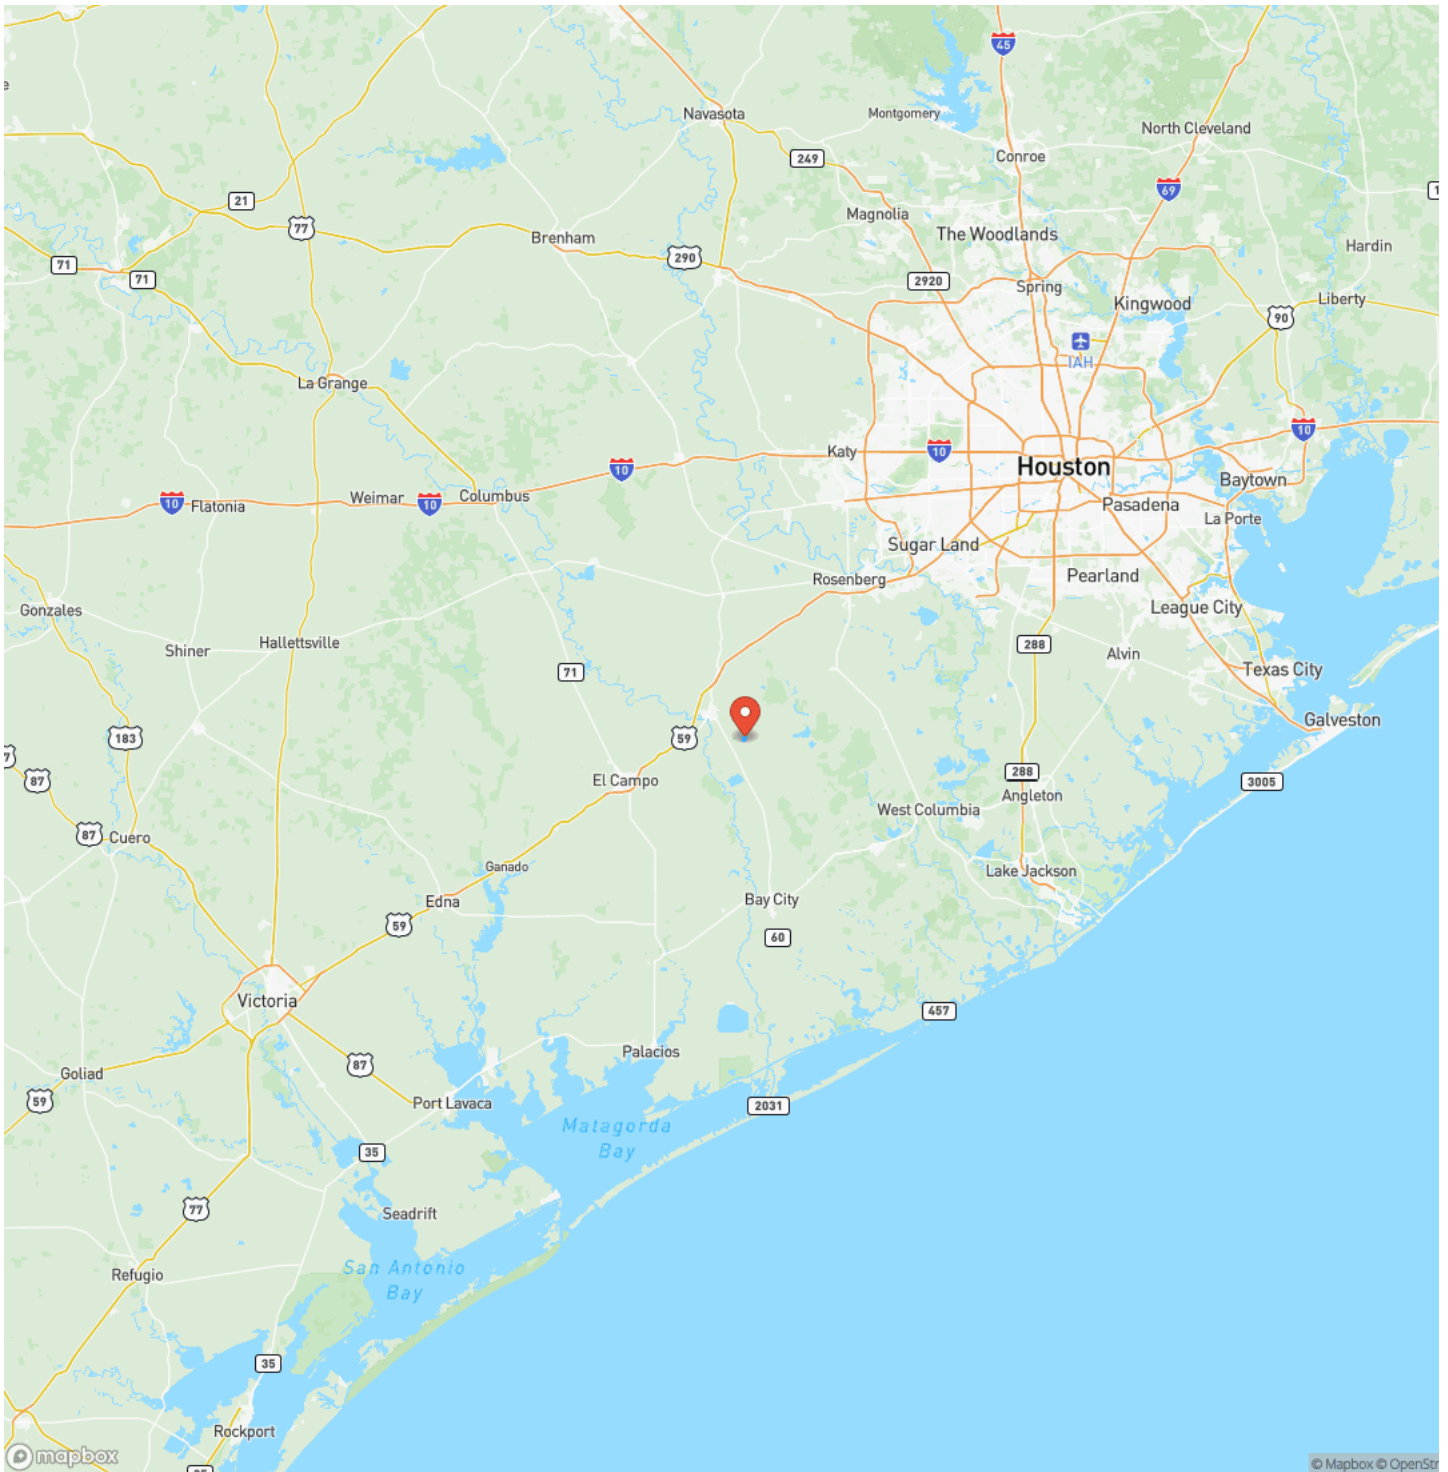 45
Navasota
Montgomery
North Cleveland
249
Conroe
69
21
Magnolia
77
The Woodlands
Brenham
Hardin
290
71
71
2920
Spring
Kingwood
Liberty
90
IAH
La Grange
10
Katy
10
Houston
10
Baytown
Weimar
Columbus
10
10
Flatonia
Pasadena
La Porte
Sugar Land
Rosenberg
Pearland
Gonzales
League City
Hallettsville
288
Shiner
Alvin
71
Texas City
Galveston
183
59
87
El Campo
288
3005
Angleton
West Columbia
87
Cuero
Ganado
Lake Jackson
Edna
Bay City
59
60
Victoria
457
Palacios
87
Goliad
59
Port Lavaca
2031
Matagorda
Bay
35
77
Seadrift
San Antonio
Bay
Refugio
35
Rockport
mapbox
© Mapbox © OpenStr